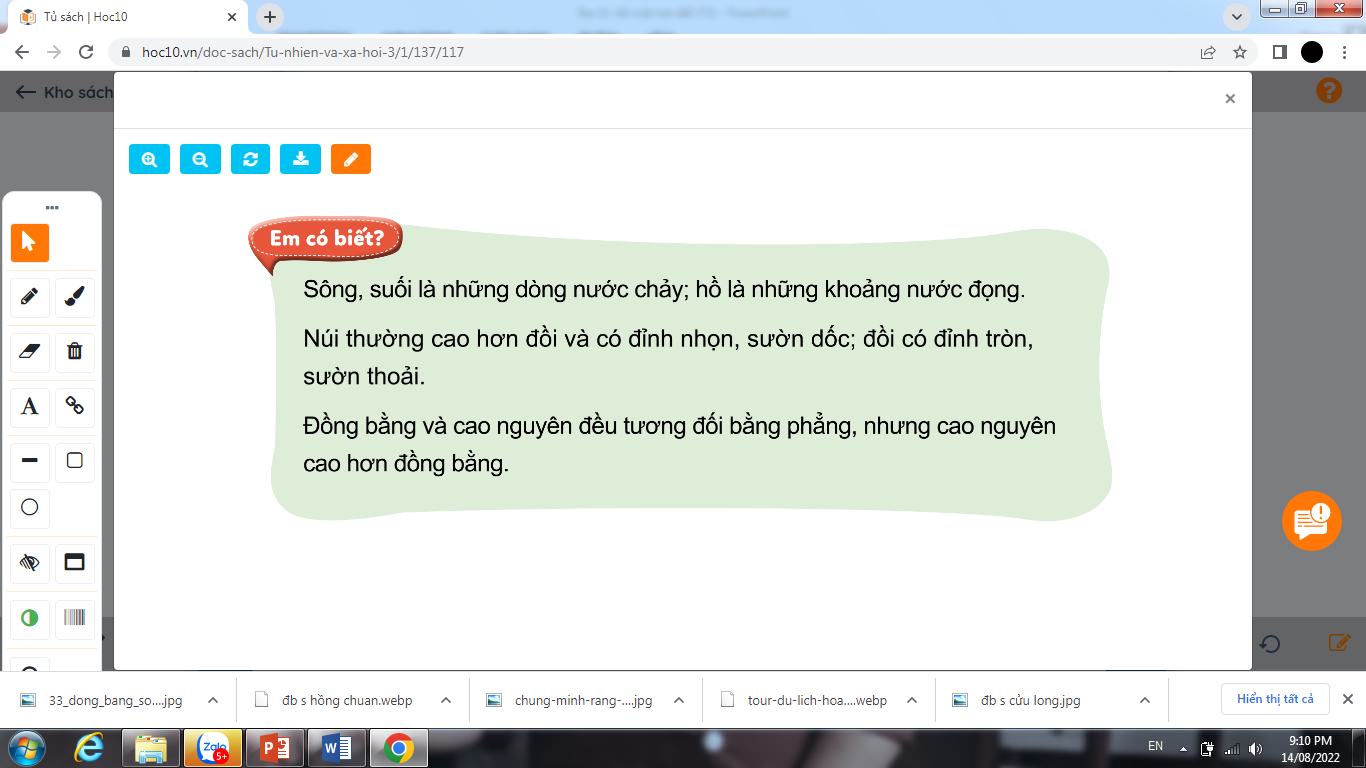 Tủ sách | Hoc10
hoc10.vn/doc-sach/Tu-nhien-va-xa-hoi-3/1/137/117
Kho sách
Em có biết?
Sông, suối là những dòng nước chảy; hồ là những khoảng nước đọng.
Núi thường cao hơn đồi và có đỉnh nhọn, sườn dốc; đồi có đỉnh tròn,
sườn thoải.
Đồng bằng và cao nguyên đều tương đối bằng phẳng, nhưng cao nguyên
cao hơn đồng bằng.
A
33_dong_bang_so....jpg
đb s hồng chuan.webp
chung-minh-rang-....jpg
tour-du-lich-hoa....webp
đb s cửu long.jpg
Hiển thị tất cả
Zalo
5+
EN
9:10 PM
14/08/2022